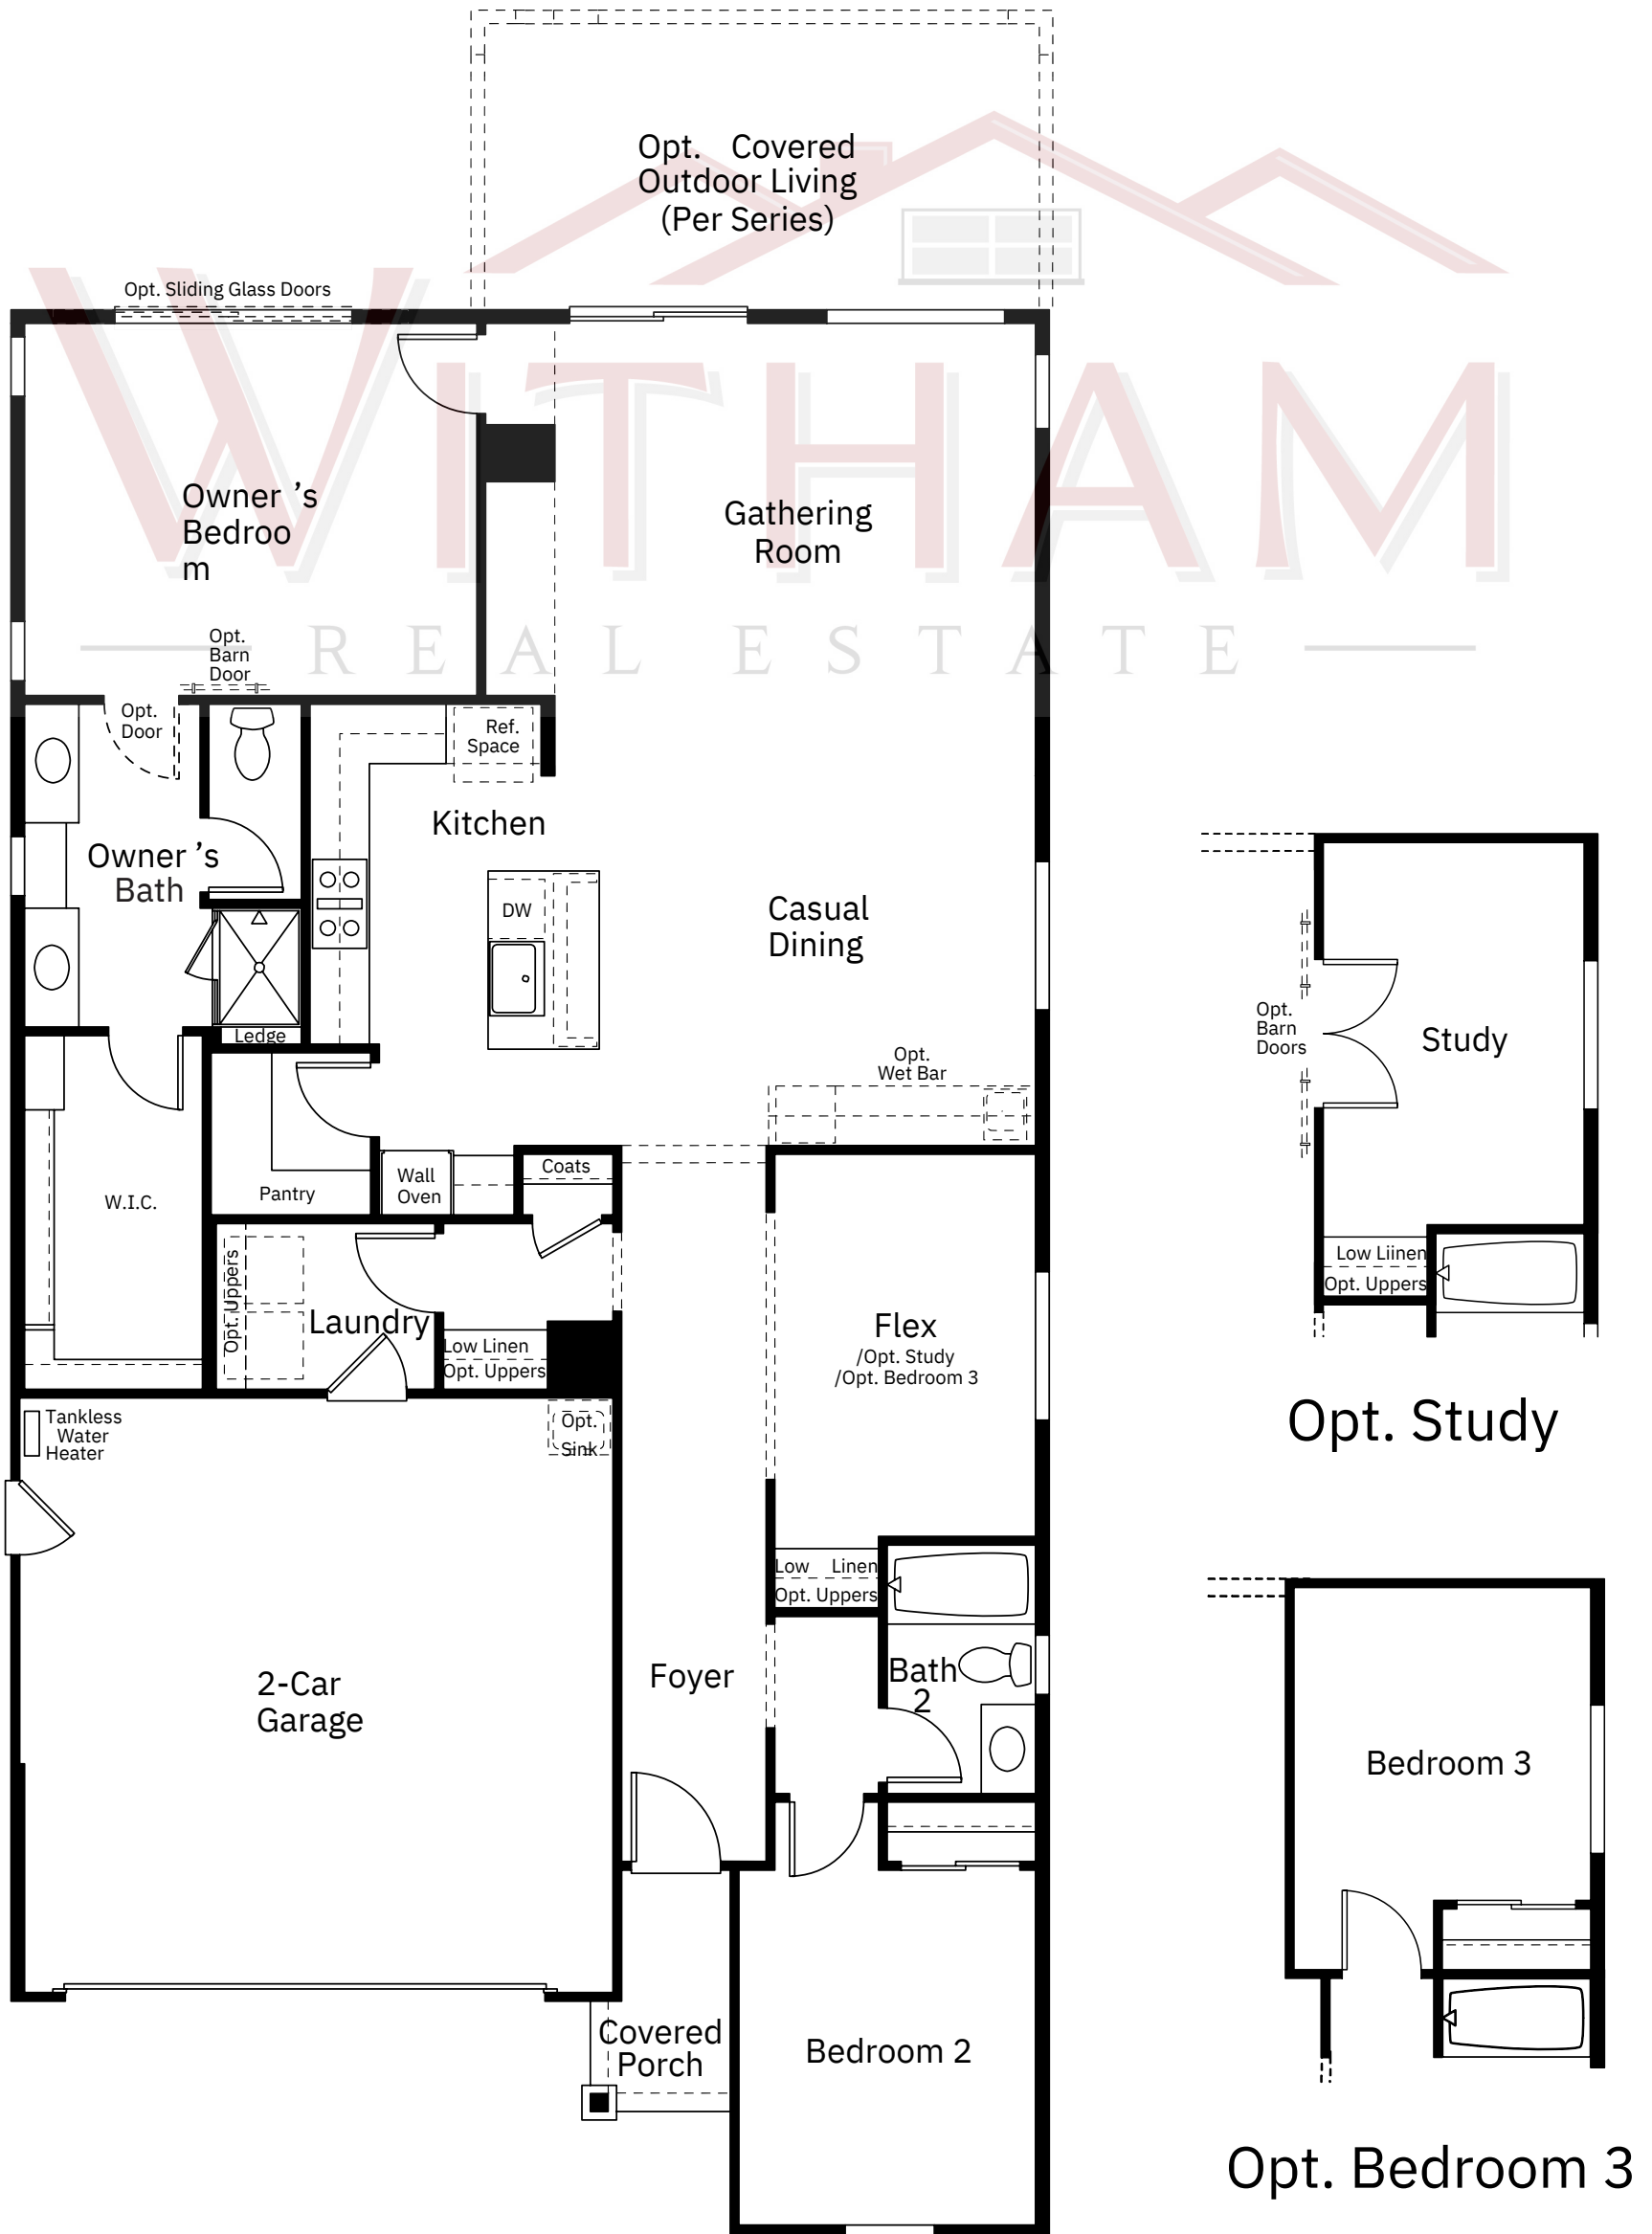 Opt. Covered
Outdoor Living
(Per Series)
Opt. Sliding Glass Doors
WITHAM
REAL ESTATE
Owner ’s
Bedroo
m
Gathering
Room
Opt.
Barn
Door
Opt.
Door
Ref.
Space
Kitchen
Owner ’s
Bath
DW
Casual
Dining
Ledge
Opt.
Wet Bar
Coats
Wall
Oven
Pantry
W.I.C.
Opt. Uppers
Laundry
Low Linen
Opt. Uppers
Flex
/Opt. Study
/Opt. Bedroom 3
Tankless
Water
Heater
Opt.
Sink
Low Linen
Opt. Uppers
Bath
2
Foyer
2-Car
Garage
Covered
Porch
Bedroom 2
Opt.
Barn
Doors
Study
Low Liinen
Opt. Uppers
Opt. Study
Bedroom 3
Opt. Bedroom 3